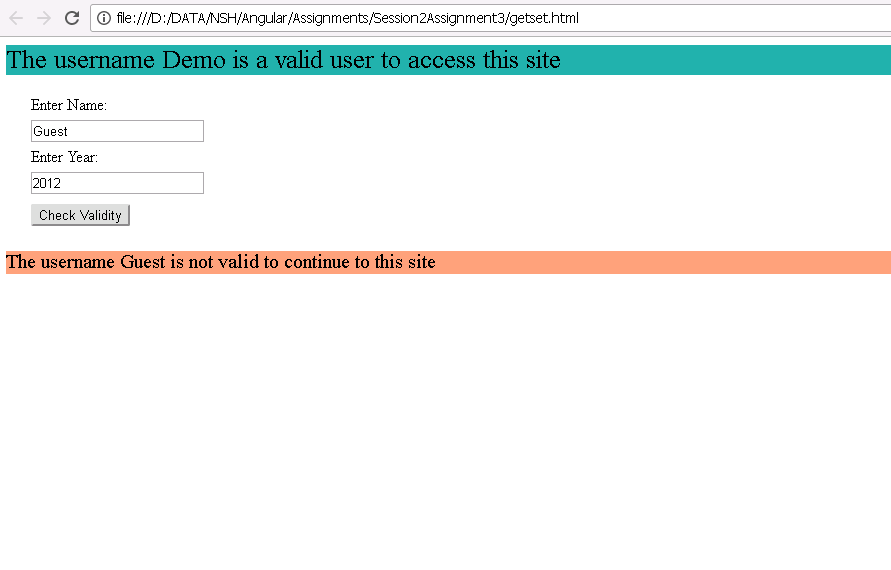 file:///D:/DATA/NSH/Angular/Assignments/Session2Assignment3/getset.html
The username Demo is a valid user to access this site
Enter Name:
Guest
Enter Year:
2012
Check Validity
The username Guest is not valid to continue to this site